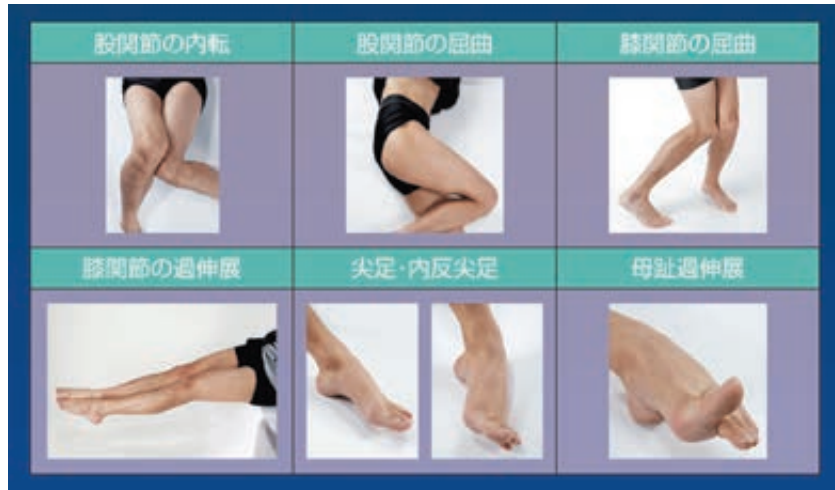 股関節の内転
股関節の屈曲
膝関節の屈曲
膝関節の過伸展
尖足・内反尖足
母趾過伸展